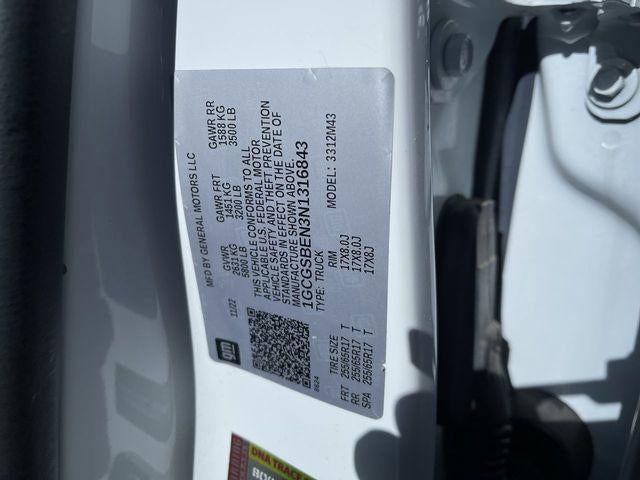 MFD BY GENERAL MOTORS LLC
GVWR GAWR FRT GAWR RR
2631 KG 1451 KG 1588 KG
5800 LB 3200 LB 3500 LB
11/22
THIS VEHICLE CONFORMS TO ALL
APPLICABLE U.S. FEDERAL MOTOR
VEHICLE SAFETY AND THEFT PREVENTION
STANDARDS IN EFFECT ON THE DATE OF
MANUFACTURE SHOWN ABOVE.
1GCGSBEN3N1316843
TYPE: TRUCK MODEL: 3312M43
gm
8624
TIRE SIZE RIM
FRT 255/65R17 T 17X8.0J
RR 255/65R17 T 17X8.0J
SPA 255/65R17 T 17X8J
DNA TRACE